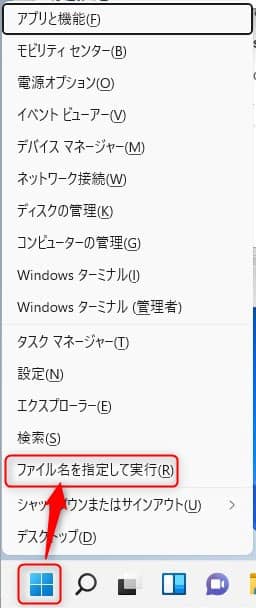 アプリと機能(F)
モビリティ センター(B)
電源オプション(O)
イベント ビューアー(V)
デバイス マネージャー(M)
ネットワーク接続(W)
ディスクの管理(K)
コンピューターの管理(G)
Windows ターミナル(I)
Windows ターミナル (管理者)
タスク マネージャー(T)
設定(N)
エクスプローラー(E)
検索(S)
ファイル名を指定して実行(R)
シャットダウンまたはサインアウト(U)
デスクトップ(D)